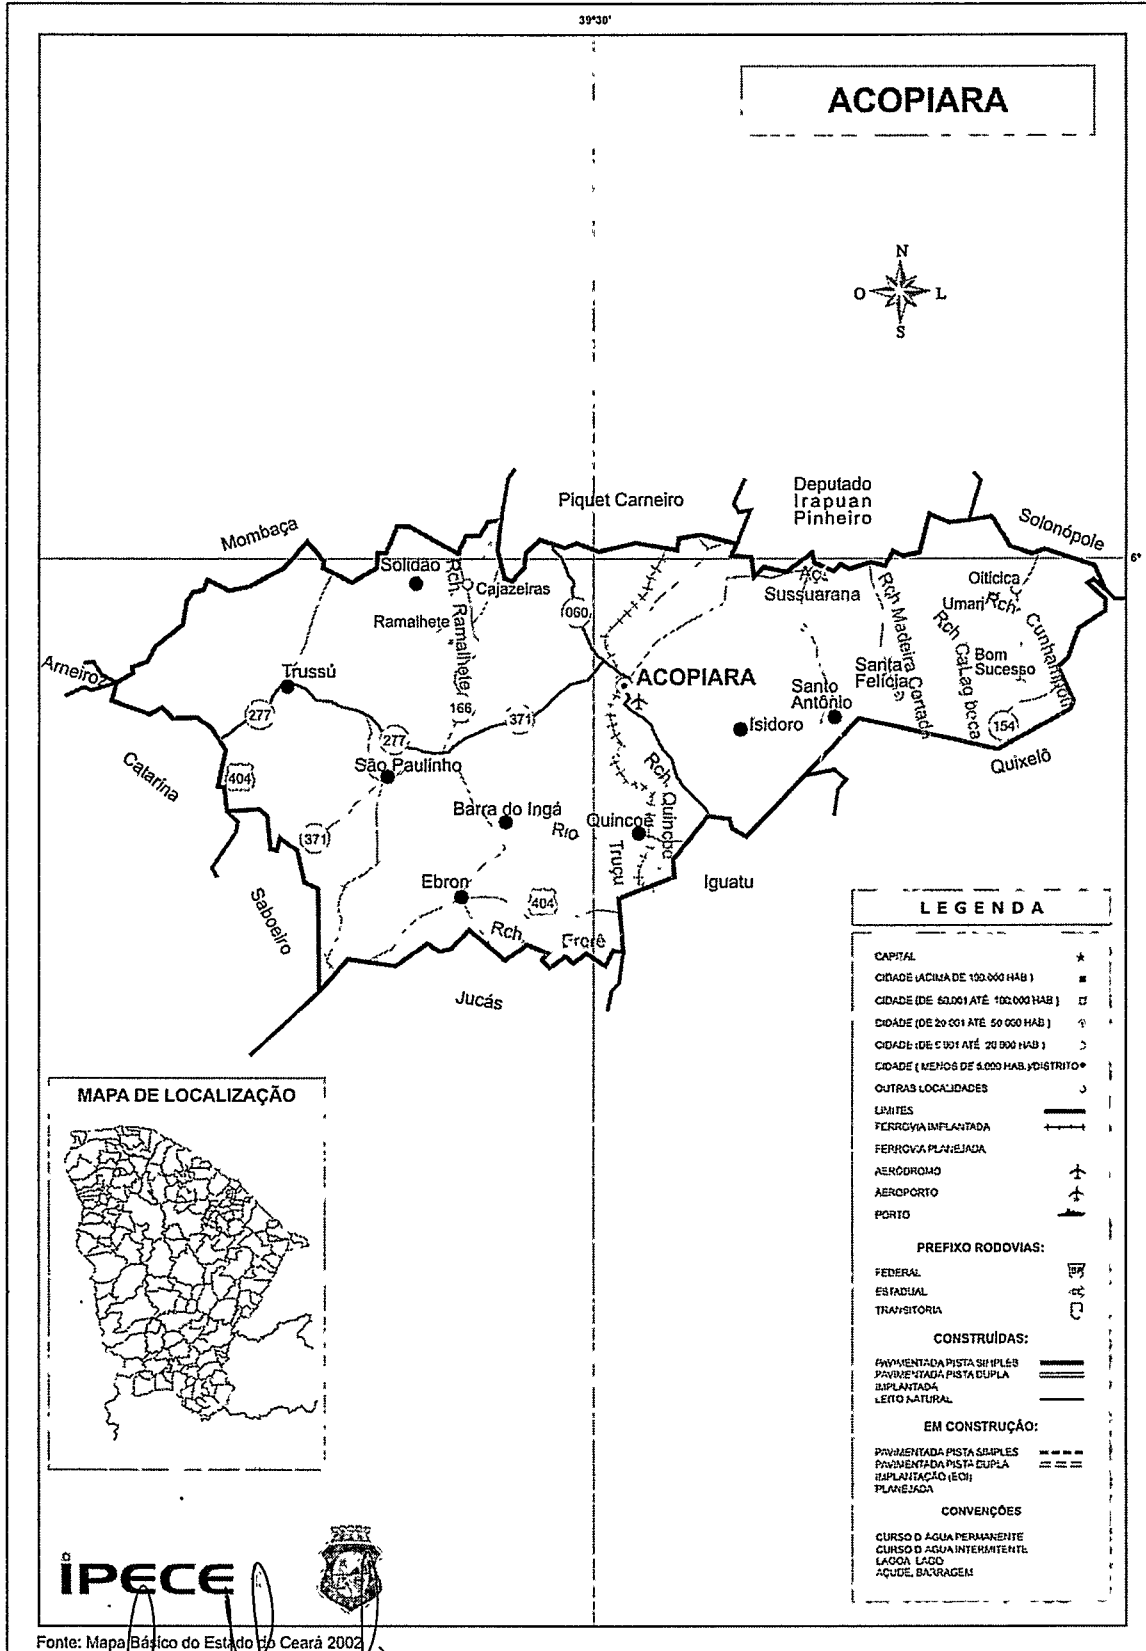 39°30'
ACOPIARA
N
O L
S
Piquet Carneiro
Deputado
Irapuan
Pinheiro
Solonópole
Mombaça
6°
Solidão
Rch. Ramalhete
Cajazeiras
Ramalhete
060
Aç.
Sussuarana
Rch Madeira Cortada
Oiticica
Umari
Rch. Cunhampoti
Rch
Bom
Sucesso
Arneiroz
Trussú
ACOPIARA
Santa
Felícia
Santo
Antônio
Isidoro
166
277
371
154
277
Quixelô
Catarina
404
São Paulinho
Rch. Quincoê
Barra do Ingá
Rio
Quincoê
371
Truçu
Iguatu
Ebron
404
Saboeiro
Rch.
Jucás
LEGENDA
CAPITAL
CIDADE (ACIMA DE 100.000 HAB )
CIDADE (DE 50.001 ATÉ 100.000 HAB )
CIDADE (DE 20 001 ATÉ 50 000 HAB )
CIDADE (DE 5 001 ATÉ 20 000 HAB )
CIDADE ( MENOS DE 5.000 HAB.)/DISTRITO
OUTRAS LOCALIDADES
LIMITES
FERROVIA IMPLANTADA
FERROVIA PLANEJADA
AERÓDROMO
AEROPORTO
PORTO
PREFIXO RODOVIAS:
FEDERAL BR
ESTADUAL
TRANSITÓRIA
CONSTRUÍDAS:
PAVIMENTADA PISTA SIMPLES
PAVIMENTADA PISTA DUPLA
IMPLANTADA
LEITO NATURAL
EM CONSTRUÇÃO:
PAVIMENTADA PISTA SIMPLES
PAVIMENTADA PISTA DUPLA
IMPLANTAÇÃO (EOI)
PLANEJADA
CONVENÇÕES
CURSO D ÁGUA PERMANENTE
CURSO D ÁGUA INTERMITENTE
LAGOA LAGO
AÇUDE, BARRAGEM
MAPA DE LOCALIZAÇÃO
IPECE
Fonte: Mapa Básico do Estado do Ceará 2002